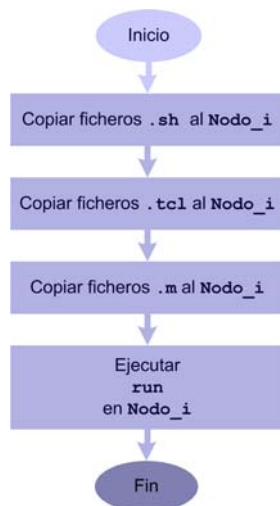 Inicio
Copiar ficheros .sh al Nodo_i
Copiar ficheros .tcl al Nodo_i
Copiar ficheros .m al Nodo_i
Ejecutar
run
en Nodo_i
Fin